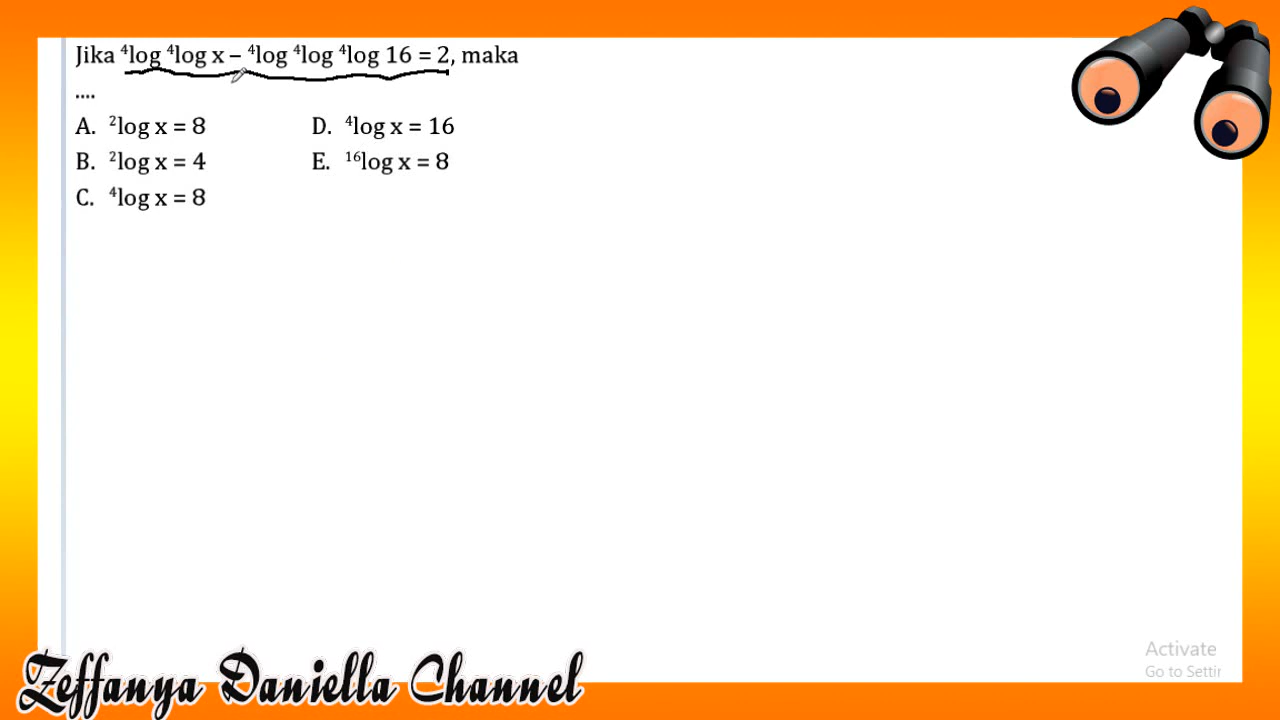 Jika ⁴log ⁴log x – ⁴log ⁴log ⁴log 16 = 2, maka
....
A. ²log x = 8
B. ²log x = 4
C. ⁴log x = 8
D. ⁴log x = 16
E. ¹⁶log x = 8
Activate
Go to Settin
Zeffanya Daniella Channel